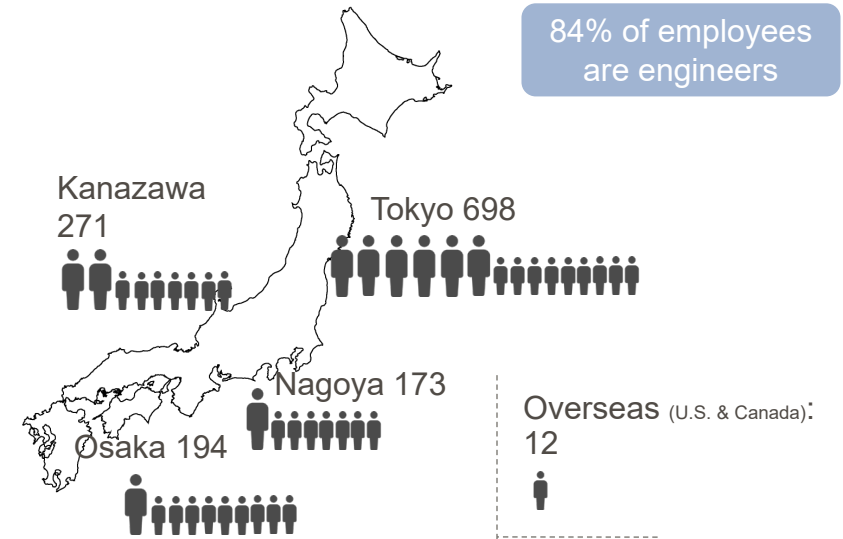 84% of employees
are engineers
Kanazawa
271
Tokyo 698
Nagoya 173
Osaka 194
Overseas (U.S. & Canada):
12